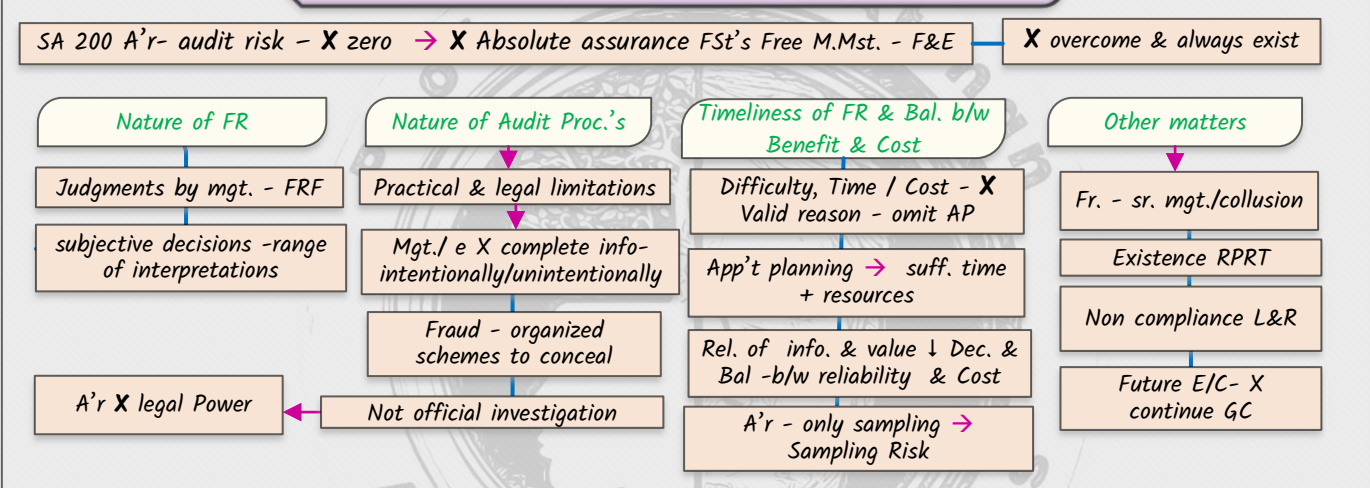 SA 200 A'r- audit risk – X zero → X Absolute assurance FSt's Free M.Mst. - F&E
X overcome & always exist
Nature of FR
Judgments by mgt. - FRF
subjective decisions -range
of interpretations
Nature of Audit Proc.'s
Practical & legal limitations
Mgt./ e X complete info-
intentionally/unintentionally
Fraud - organized
schemes to conceal
Not official investigation
A'r X legal Power
Timeliness of FR & Bal. b/w
Benefit & Cost
Difficulty, Time / Cost - X
Valid reason - omit AP
App't planning → suff. time
+ resources
Rel. of info. & value ↓ Dec. &
Bal -b/w reliability & Cost
A'r - only sampling →
Sampling Risk
Other matters
Fr. - sr. mgt./collusion
Existence RPRT
Non compliance L&R
Future E/C- X
continue GC